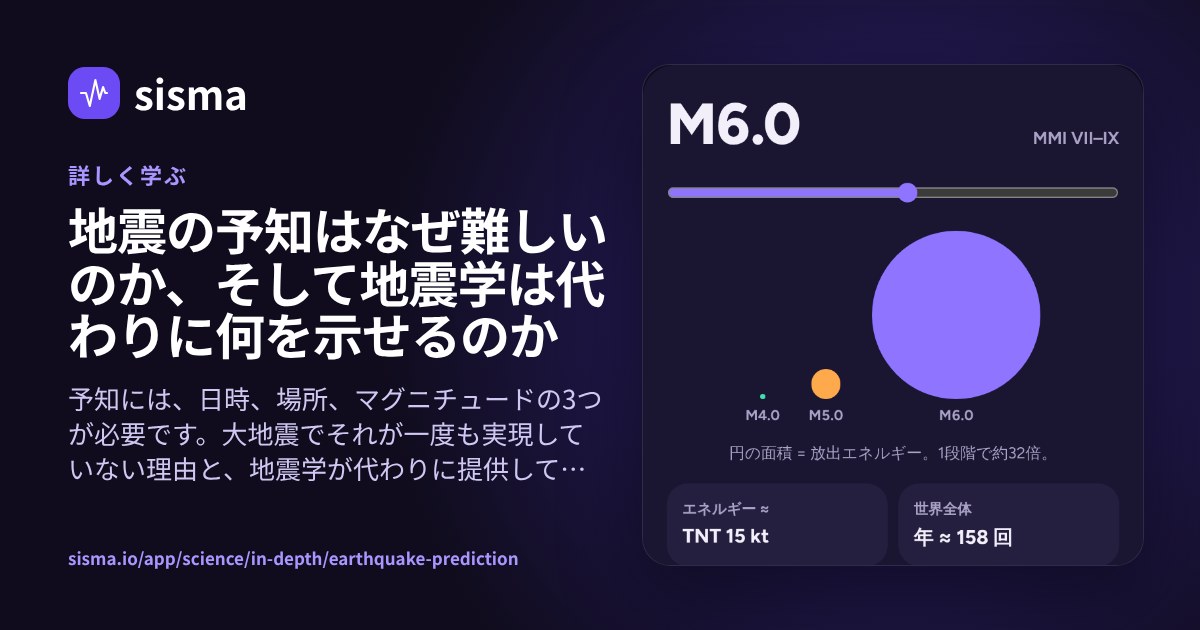 sisma
詳しく学ぶ
地震の予知はなぜ難しい
のか、そして地震学は代
わりに何を示せるのか
予知には、日時、場所、マグニチュードの3つ
が必要です。大地震でそれが一度も実現して
いない理由と、地震学が代わりに提供して…
sisma.io/app/science/in-depth/earthquake-prediction
M6.0
MMI VII–IX
M4.0
M5.0
M6.0
円の面積 = 放出エネルギー。1段階で約32倍。
エネルギー ≈
TNT 15 kt
世界全体
年 ≈ 158 回